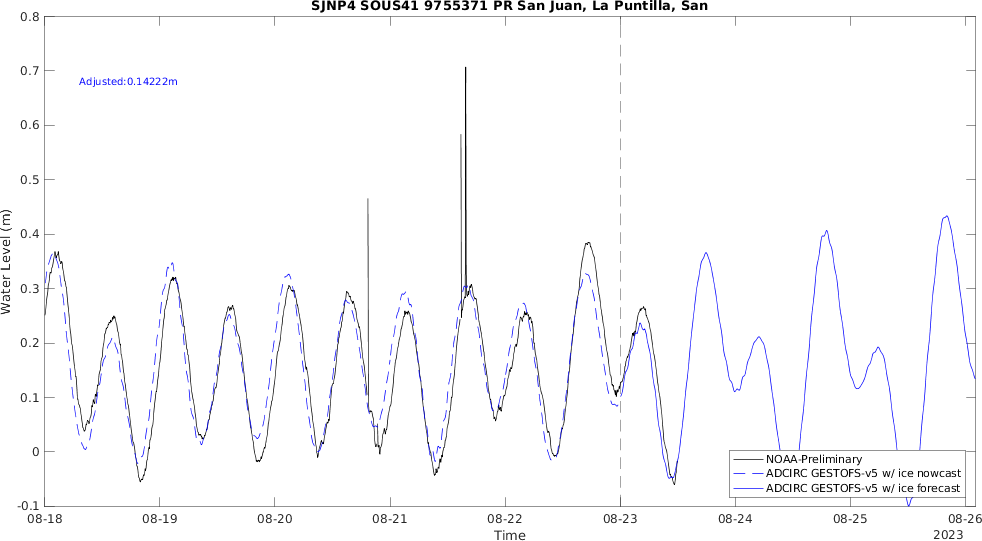 SJNP4 SOUS41 9755371 PR San Juan, La Puntilla, San
Adjusted:0.14222m
Water Level (m)
0.8
0.7
0.6
0.5
0.4
0.3
0.2
0.1
0
-0.1
NOAA-Preliminary
ADCIRC GESTOFS-v5 w/ ice nowcast
ADCIRC GESTOFS-v5 w/ ice forecast
08-18 08-19 08-20 08-21 08-22 08-23 08-24 08-25 08-26
Time
2023